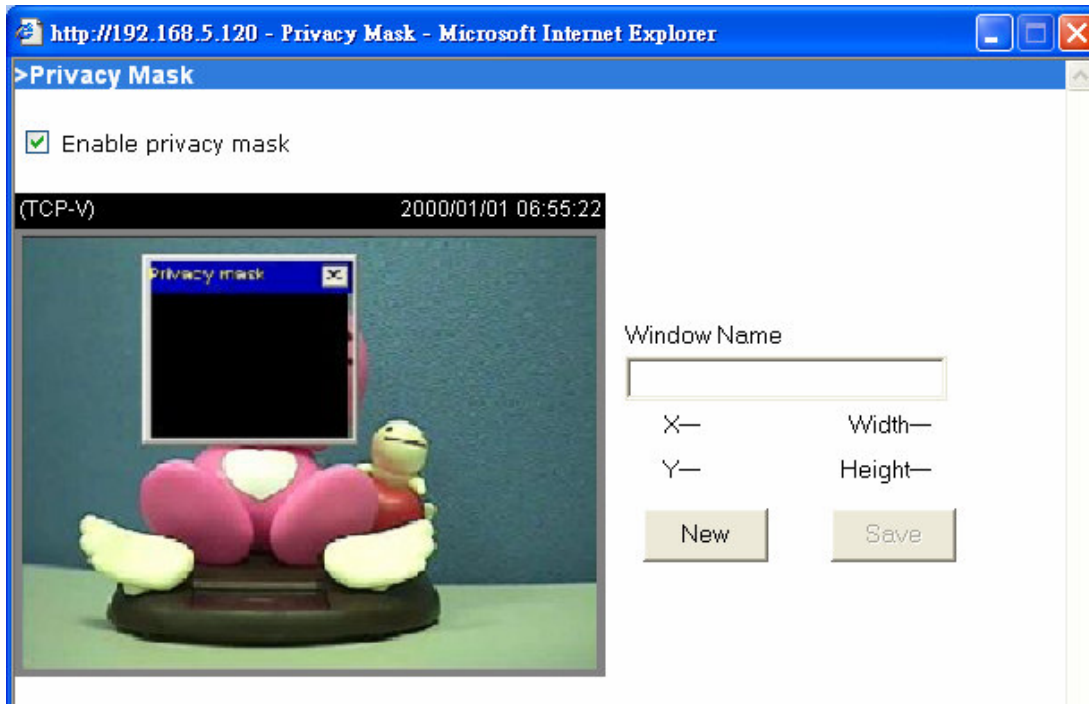 http://192.168.5.120 - Privacy Mask - Microsoft Internet Explorer
>Privacy Mask
Enable privacy mask
(TCP-V) 2000/01/01 06:55:22
Privacy mask
Window Name
X— Width—
Y— Height—
New Save